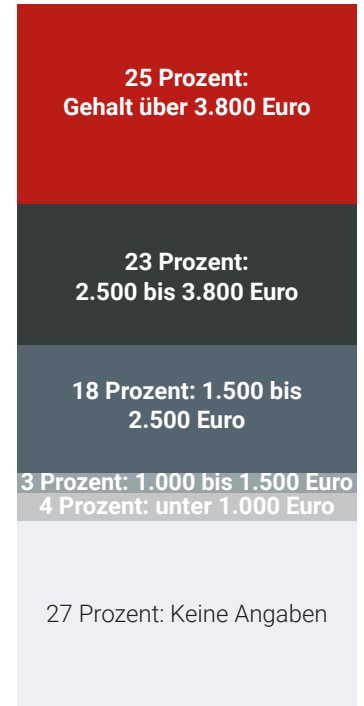 25 Prozent:
Gehalt über 3.800 Euro
23 Prozent:
2.500 bis 3.800 Euro
18 Prozent: 1.500 bis
2.500 Euro
3 Prozent: 1.000 bis 1.500 Euro
4 Prozent: unter 1.000 Euro
27 Prozent: Keine Angaben